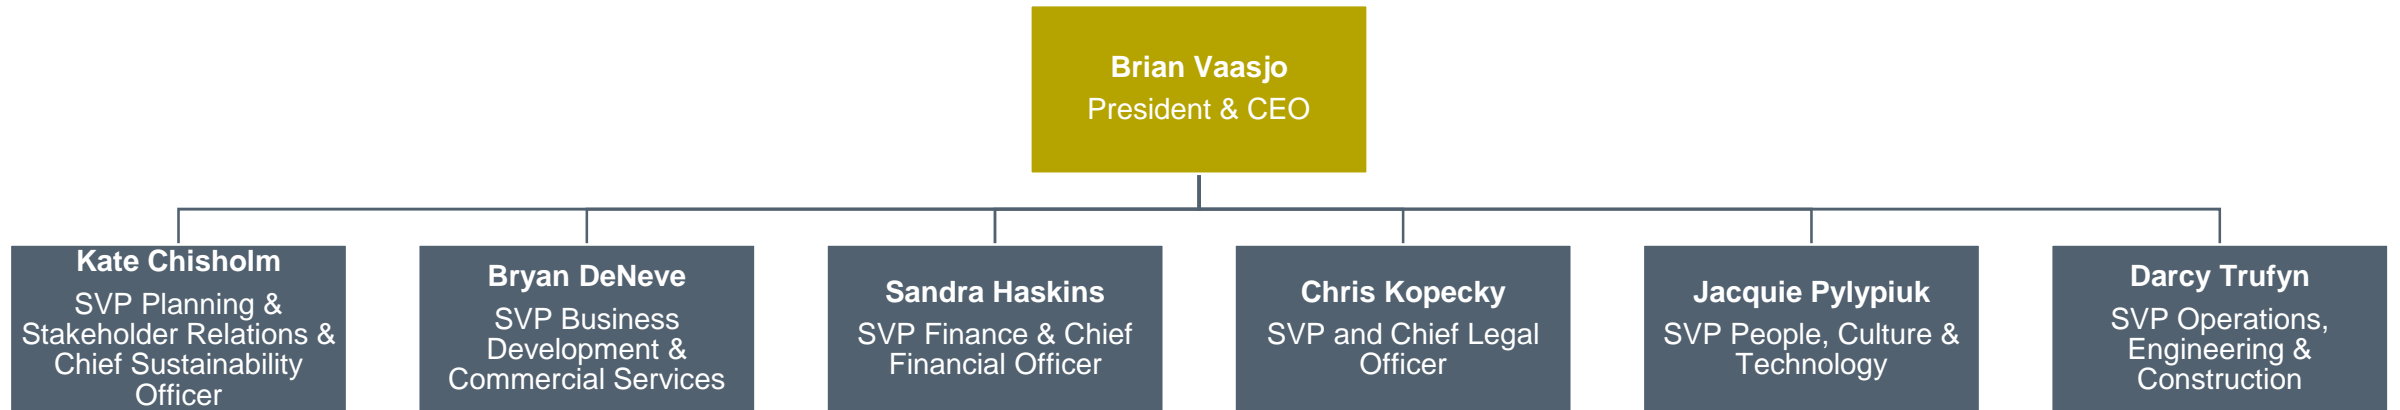 Brian Vaasjo
President & CEO
Kate Chisholm
SVP Planning &
Stakeholder Relations &
Chief Sustainability
Officer
Bryan DeNeve
SVP Business
Development &
Commercial Services
Sandra Haskins
SVP Finance & Chief
Financial Officer
Chris Kopecky
SVP and Chief Legal
Officer
Jacquie Pylypiuk
SVP People, Culture &
Technology
Darcy Trufyn
SVP Operations,
Engineering &
Construction